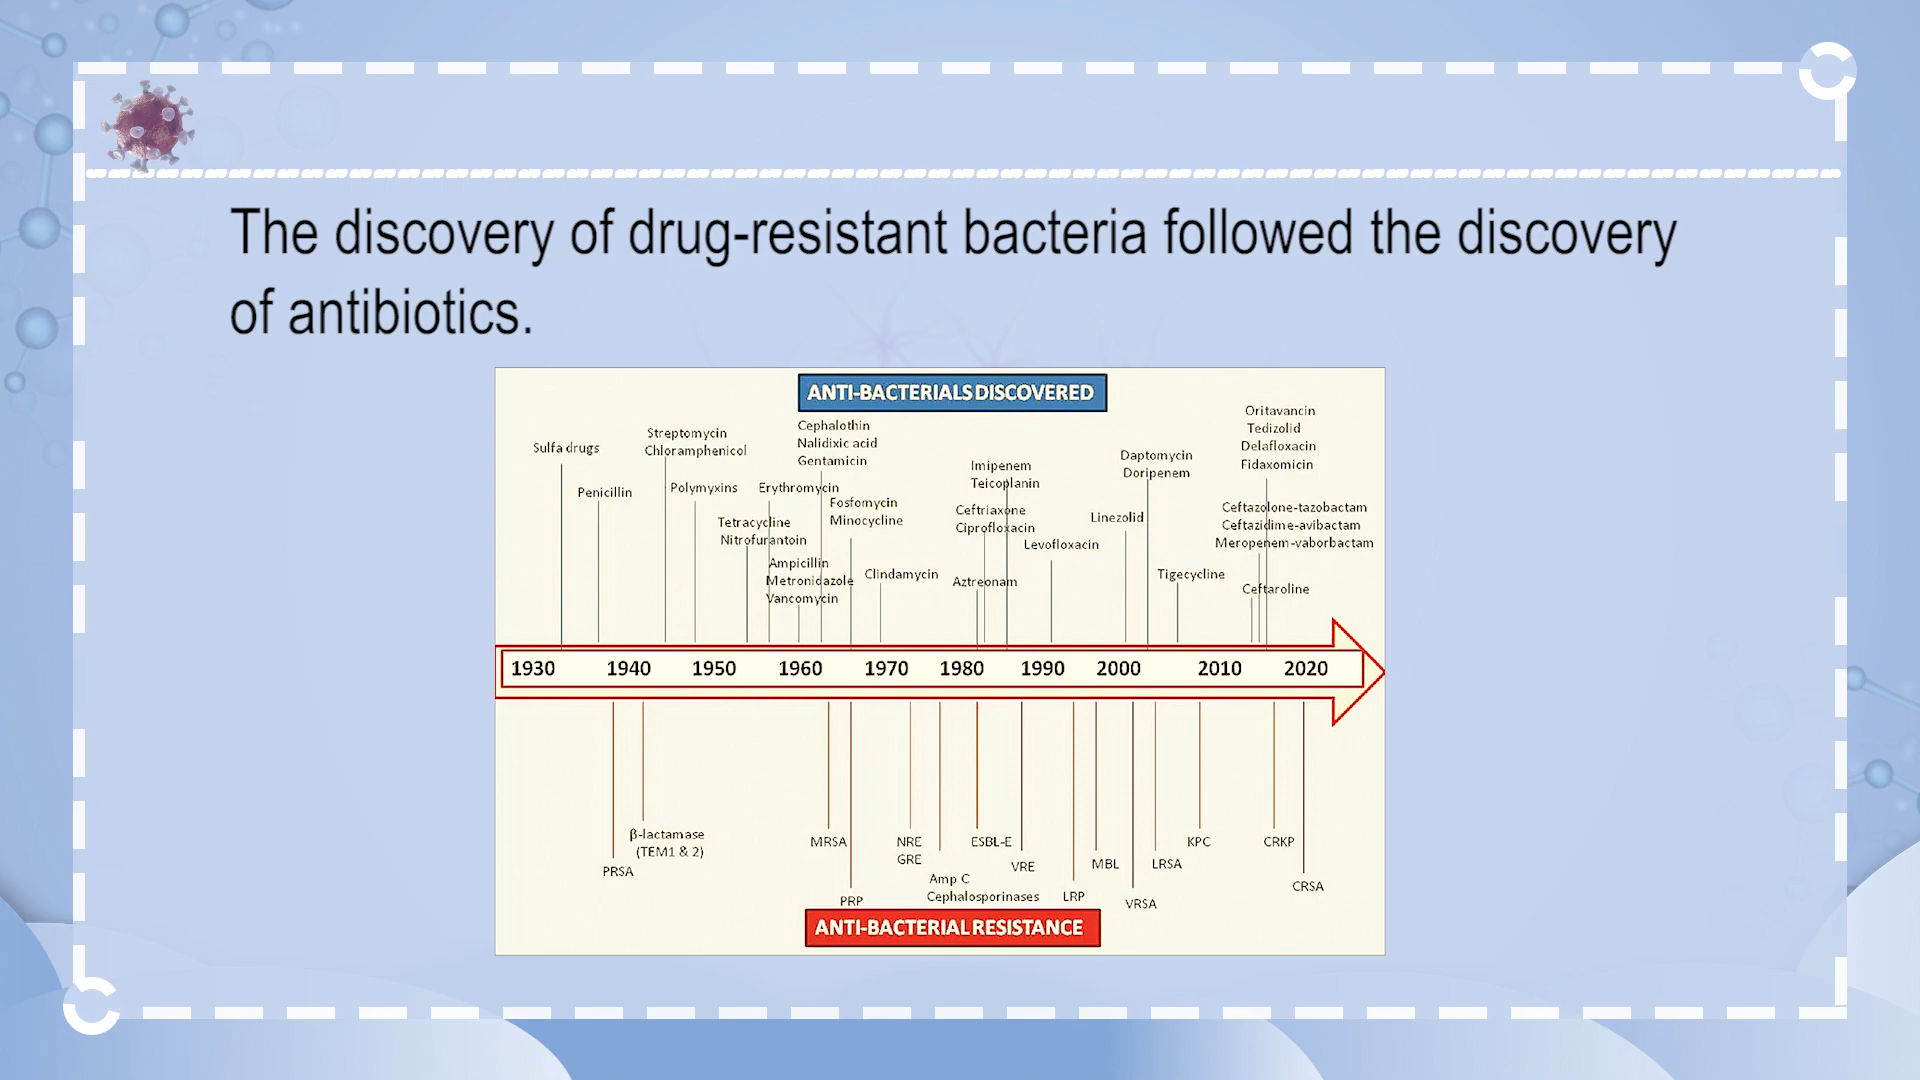 The discovery of drug-resistant bacteria followed the discovery
of antibiotics.
ANTI-BACTERIALS DISCOVERED
Sulfa drugs
Penicillin
Streptomycin
Chloramphenicol
Polymyxins
Tetracycline
Nitrofurantoin
Erythromycin
Ampicillin
Metronidazole
Vancomycin
Cephalothin
Nalidixic acid
Gentamicin
Fosfomycin
Minocycline
Clindamycin
Aztreonam
Ceftriaxone
Ciprofloxacin
Imipenem
Teicoplanin
Levofloxacin
Linezolid
Daptomycin
Doripenem
Tigecycline
Ceftaroline
Ceftazolone-tazobactam
Ceftazidime-avibactam
Meropenem-vaborbactam
Oritavancin
Tedizolid
Delafloxacin
Fidaxomicin
1930 1940 1950 1960 1970 1980 1990 2000 2010 2020
PRSA
β-lactamase
(TEM1 & 2)
MRSA
PRP
NRE
GRE
Amp C
Cephalosporinases
ESBL-E
VRE
LRP
MBL
VRSA
LRSA
KPC
CRKP
CRSA
ANTI-BACTERIAL RESISTANCE